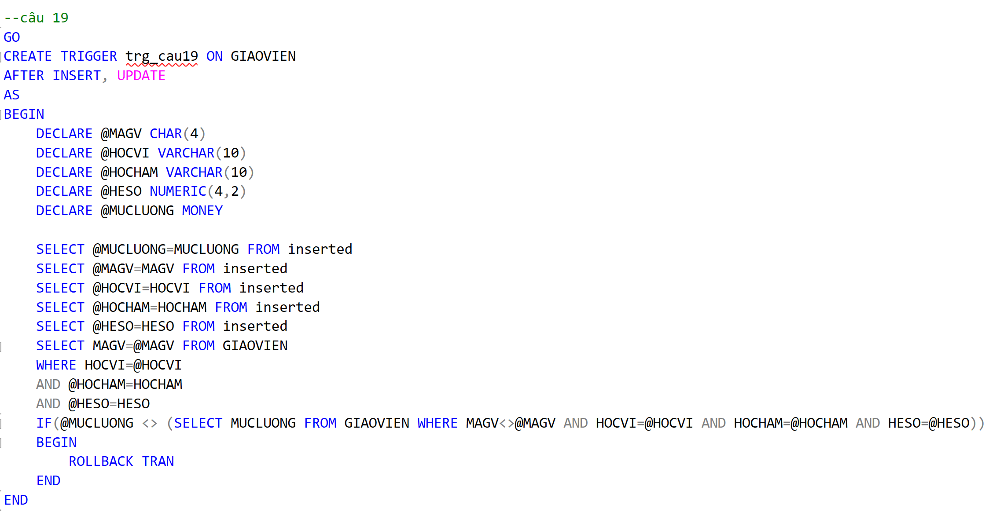 --câu 19
GO
CREATE TRIGGER trg_cau19 ON GIAOVIEN
AFTER INSERT, UPDATE
AS
BEGIN
DECLARE @MAGV CHAR(4)
DECLARE @HOCVI VARCHAR(10)
DECLARE @HOCHAM VARCHAR(10)
DECLARE @HESO NUMERIC(4,2)
DECLARE @MUCLUONG MONEY
SELECT @MUCLUONG=MUCLUONG FROM inserted
SELECT @MAGV=MAGV FROM inserted
SELECT @HOCVI=HOCVI FROM inserted
SELECT @HOCHAM=HOCHAM FROM inserted
SELECT @HESO=HESO FROM inserted
SELECT MAGV=@MAGV FROM GIAOVIEN
WHERE HOCVI=@HOCVI
AND @HOCHAM=HOCHAM
AND @HESO=HESO
IF(@MUCLUONG <> (SELECT MUCLUONG FROM GIAOVIEN WHERE MAGV<>@MAGV AND HOCVI=@HOCVI AND HOCHAM=@HOCHAM AND HESO=@HESO))
BEGIN
ROLLBACK TRAN
END
END